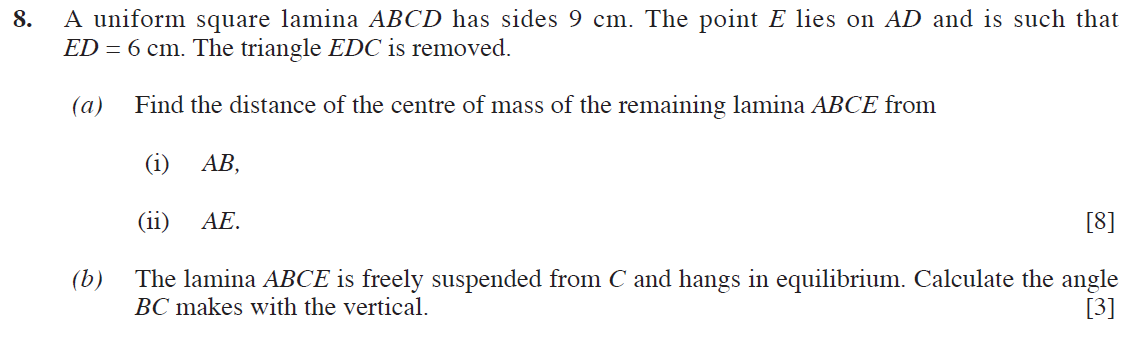 8. A uniform square lamina ABCD has sides 9 cm. The point E lies on AD and is such that
ED = 6 cm. The triangle EDC is removed.
(a) Find the distance of the centre of mass of the remaining lamina ABCE from
(i) AB,
(ii) AE. [8]
(b) The lamina ABCE is freely suspended from C and hangs in equilibrium. Calculate the angle
BC makes with the vertical. [3]